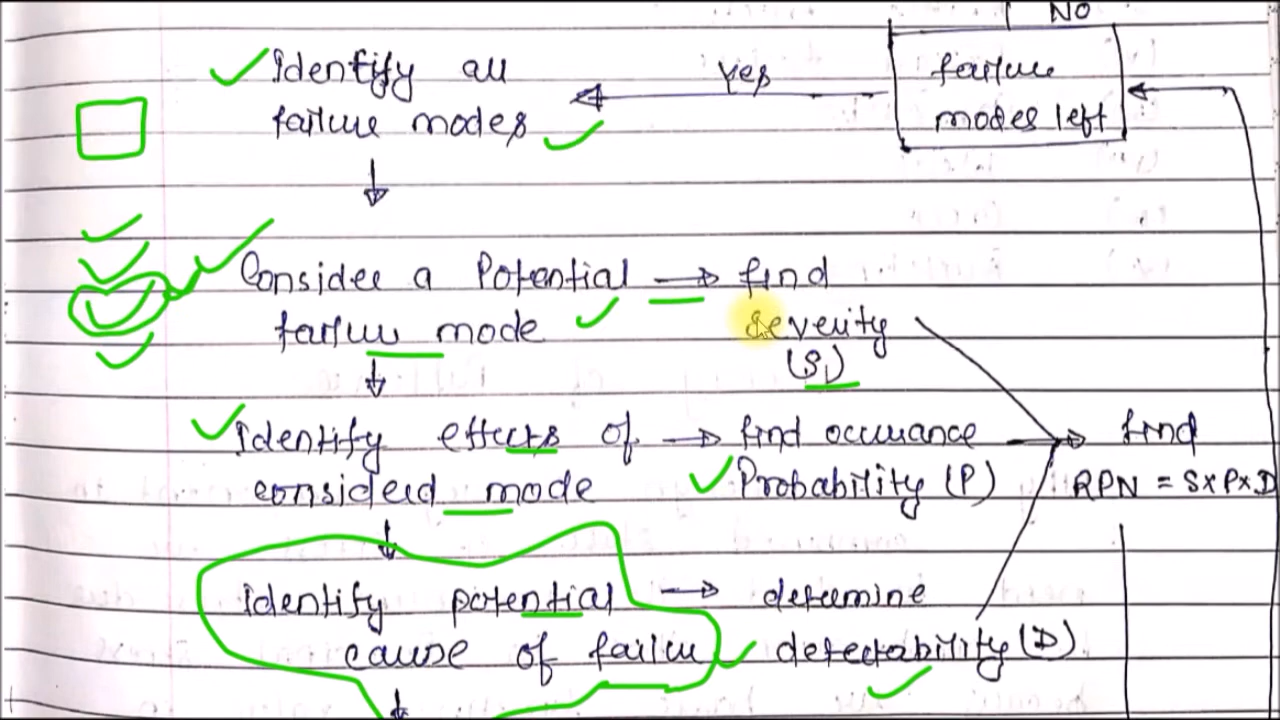 No
Identify all
failure modes
Yes
failure
modes left
Consider a Potential
failure mode
find
severity
(S)
Identify effects of
considerd mode
find occurance
Probability (P)
find
RPN = S×P×D
Identify potential
cause of failure
determine
detectability (D)